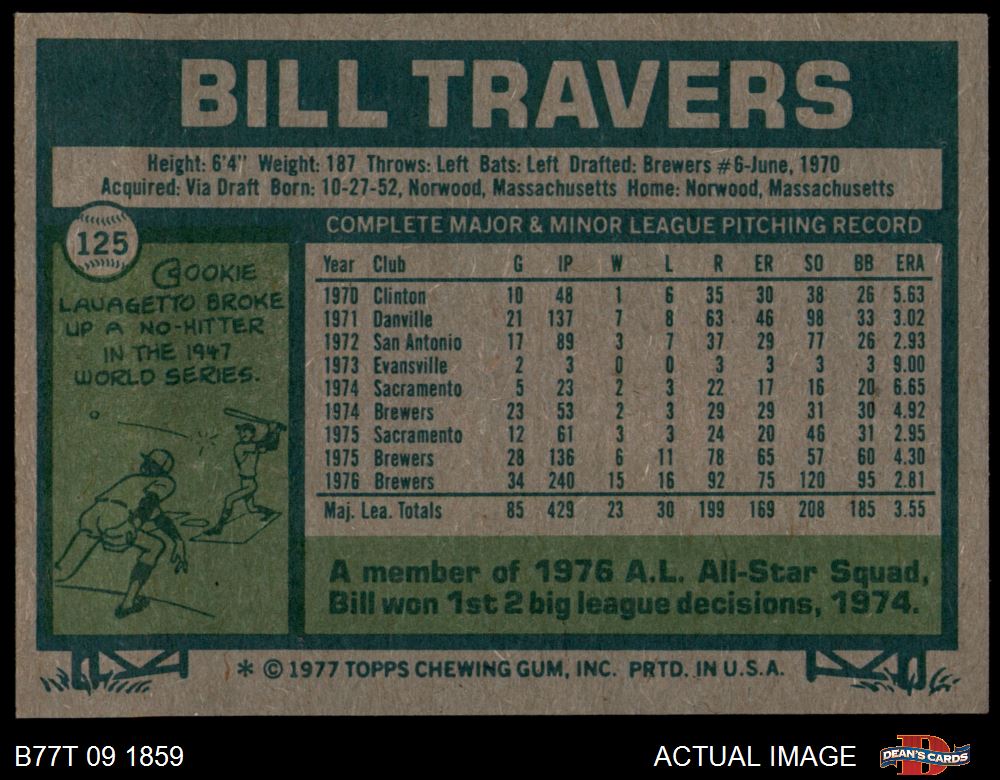 BILL TRAVERS
Height: 6'4" Weight: 187 Throws: Left Bats: Left Drafted: Brewers #6-June, 1970
Acquired: Via Draft Born: 10-27-52, Norwood, Massachusetts Home: Norwood, Massachusetts
125
COOKIE
LAVAGETTO BROKE
UP A NO-HITTER
IN THE 1947
WORLD SERIES.
COMPLETE MAJOR & MINOR LEAGUE PITCHING RECORD
Year Club G IP W L R ER SO BB ERA
1970 Clinton 10 48 1 6 35 30 38 26 5.63
1971 Danville 21 137 7 8 63 46 98 33 3.02
1972 San Antonio 17 89 3 7 37 29 77 26 2.93
1973 Evansville 2 3 0 0 3 3 3 3 9.00
1974 Sacramento 5 23 2 3 22 17 16 20 6.65
1974 Brewers 23 53 2 3 29 29 31 30 4.92
1975 Sacramento 12 61 3 3 24 20 46 31 2.95
1975 Brewers 28 136 6 11 78 65 57 60 4.30
1976 Brewers 34 240 15 16 92 75 120 95 2.81
Maj. Lea. Totals 85 429 23 30 199 169 208 185 3.55
A member of 1976 A.L. All-Star Squad,
Bill won 1st 2 big league decisions, 1974.
* © 1977 TOPPS CHEWING GUM, INC. PRTD. IN U.S.A.
B77T 09 1859
ACTUAL IMAGE
D
DEAN'S CARDS